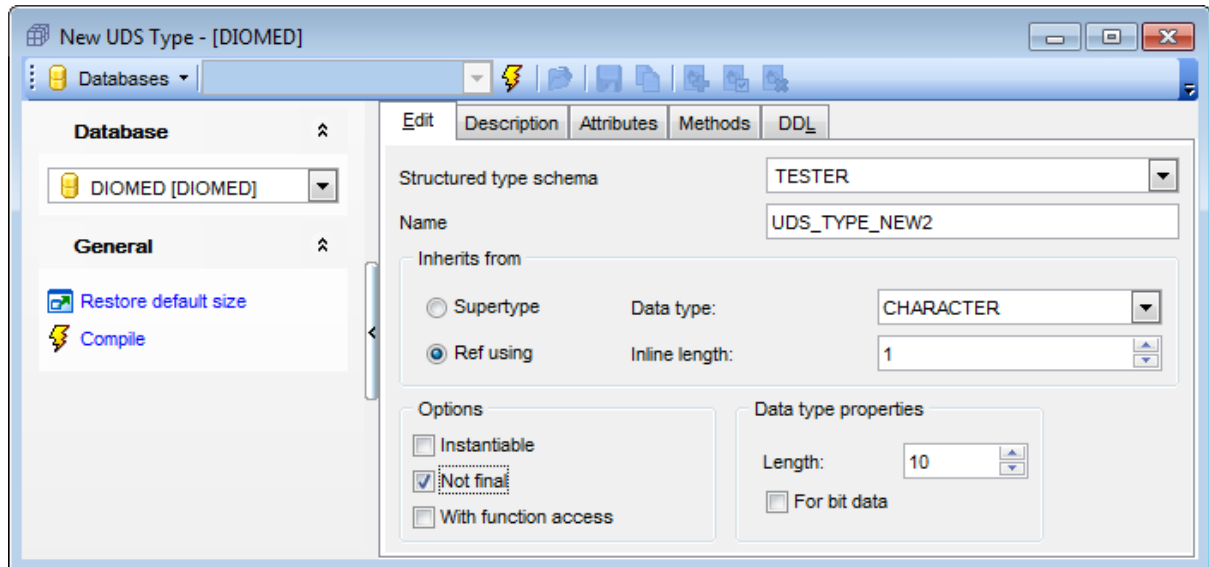 New UDS Type - [DIOMED]
Databases
Database
DIOMED [DIOMED]
General
Restore default size
Compile
Edit Description Attributes Methods DDL
Structured type schema TESTER
Name UDS_TYPE_NEW2
Inherits from
Supertype Data type: CHARACTER
Ref using Inline length: 1
Options
Instantiable
Not final
With function access
Data type properties
Length: 10
For bit data